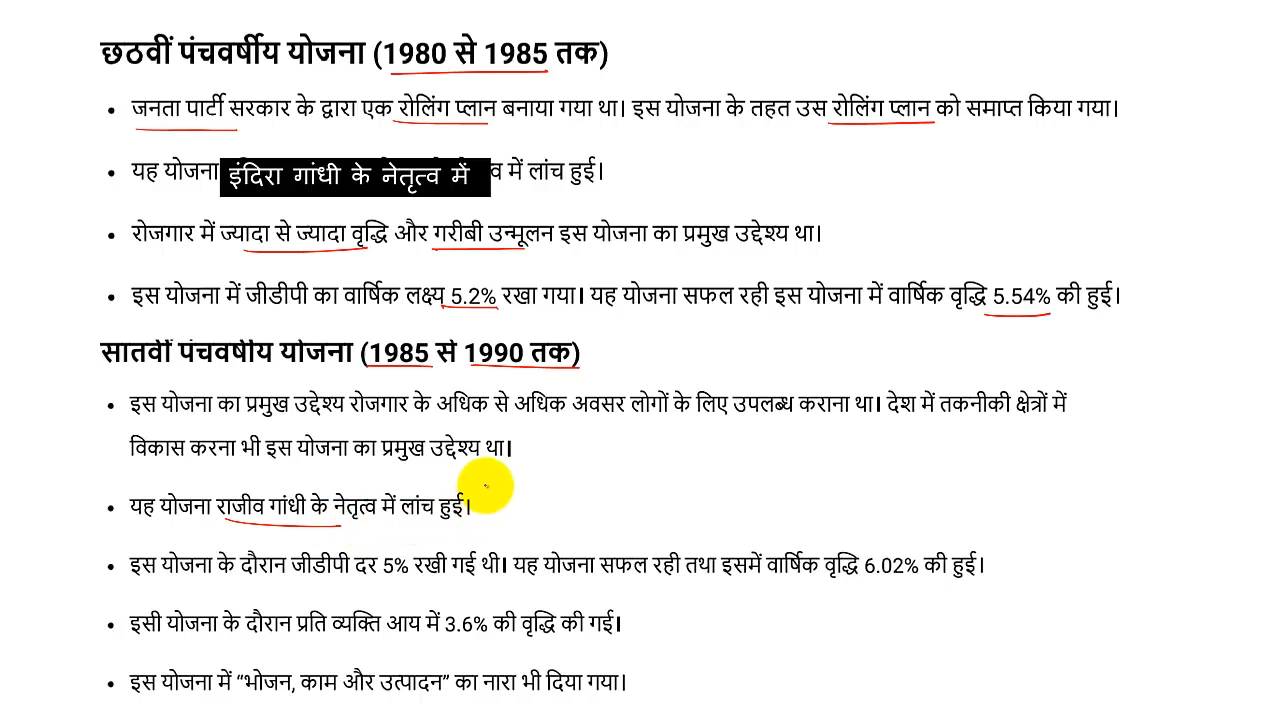 छठवीं पंचवर्षीय योजना (1980 से 1985 तक)
• जनता पार्टी सरकार के द्वारा एक रोलिंग प्लान बनाया गया था। इस योजना के तहत उस रोलिंग प्लान को समाप्त किया गया।
• यह योजना इंदिरा गांधी के नेतृत्व में व में लांच हुई।
• रोजगार में ज्यादा से ज्यादा वृद्धि और गरीबी उन्मूलन इस योजना का प्रमुख उद्देश्य था।
• इस योजना में जीडीपी का वार्षिक लक्ष्य 5.2% रखा गया। यह योजना सफल रही इस योजना में वार्षिक वृद्धि 5.54% की हुई।
सातवीं पंचवर्षीय योजना (1985 से 1990 तक)
• इस योजना का प्रमुख उद्देश्य रोजगार के अधिक से अधिक अवसर लोगों के लिए उपलब्ध कराना था। देश में तकनीकी क्षेत्रों में
विकास करना भी इस योजना का प्रमुख उद्देश्य था।
• यह योजना राजीव गांधी के नेतृत्व में लांच हुई।
• इस योजना के दौरान जीडीपी दर 5% रखी गई थी। यह योजना सफल रही तथा इसमें वार्षिक वृद्धि 6.02% की हुई।
• इसी योजना के दौरान प्रति व्यक्ति आय में 3.6% की वृद्धि की गई।
• इस योजना में “भोजन, काम और उत्पादन” का नारा भी दिया गया।